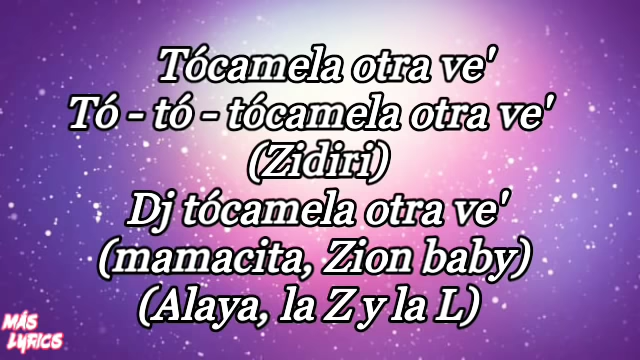 Tócamela otra ve'
Tó - tó - tócamela otra ve'
(Zidiri)
Dj tócamela otra ve'
(mamacita, Zion baby)
(Alaya, la Z y la L)
MÁS
LYRICS